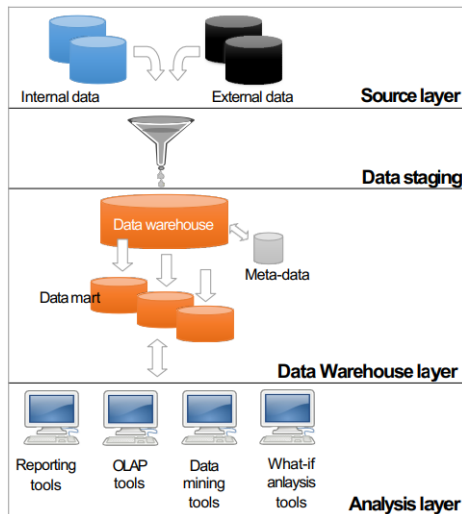 Internal data
External data
Source layer
Data staging
Data warehouse
Meta-data
Data mart
Data Warehouse layer
Reporting
tools
OLAP
tools
Data
mining
tools
What-if
anlaysis
tools
Analysis layer